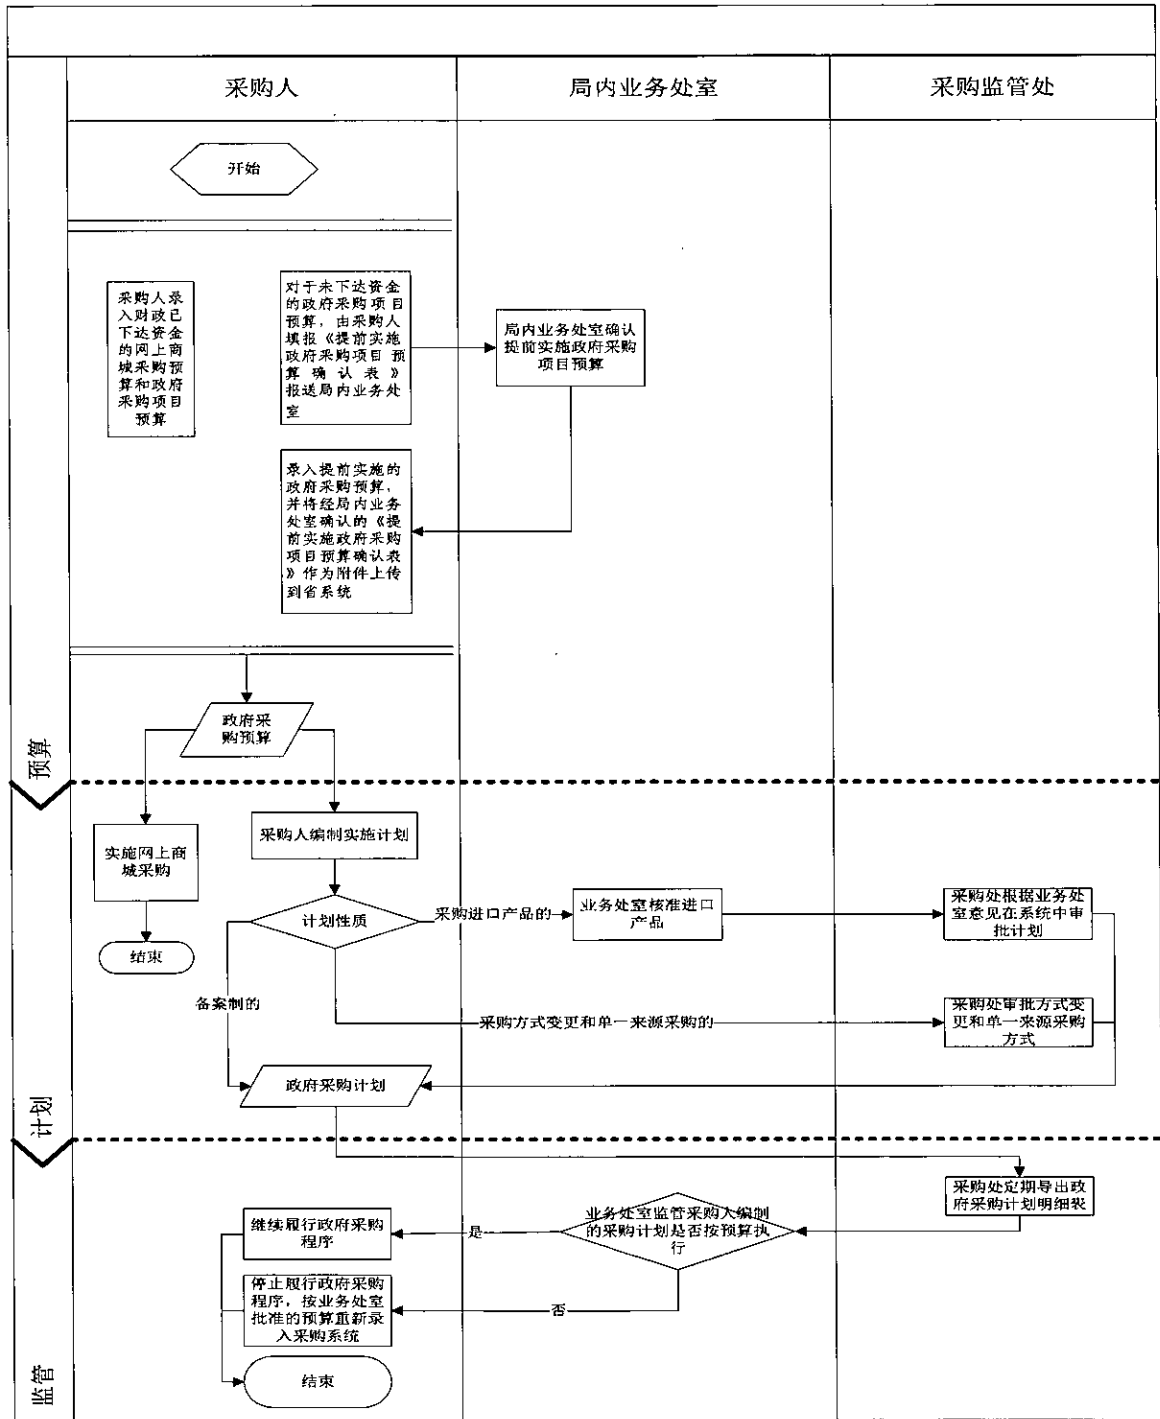 采购人
局内业务处室
采购监管处
开始
采购人录
入财政已
下达资金
的网上商
城采购预
算和政府
采购项目
预算
对于未下达资金
的政府采购项目
预算，由采购人
填报《提前实施
政府采购项目预
算确认表》
报送局内业务处
室
局内业务处室确认
提前实施政府采购
项目预算
录入提前实施的
政府采购预算，
并将经局内业务
处室确认的《提
前实施政府采购
项目预算确认表
》作为附件上传
到省系统
政府采
购预算
预算
实施网上商
城采购
结束
采购人编制实施计划
计划性质
采购进口产品的
业务处室核准进口
产品
采购处根据业务处
室意见在系统中审
批计划
备案制的
采购方式变更和单一来源采购的
采购处审批方式变
更和单一来源采购
方式
政府采购计划
计划
采购处定期导出政
府采购计划明细表
业务处室监管采购人编制
的采购计划是否按预算执
行
是
继续履行政府采购
程序
否
停止履行政府采购
程序，按业务处室
批准的预算重新录
入采购系统
结束
监管